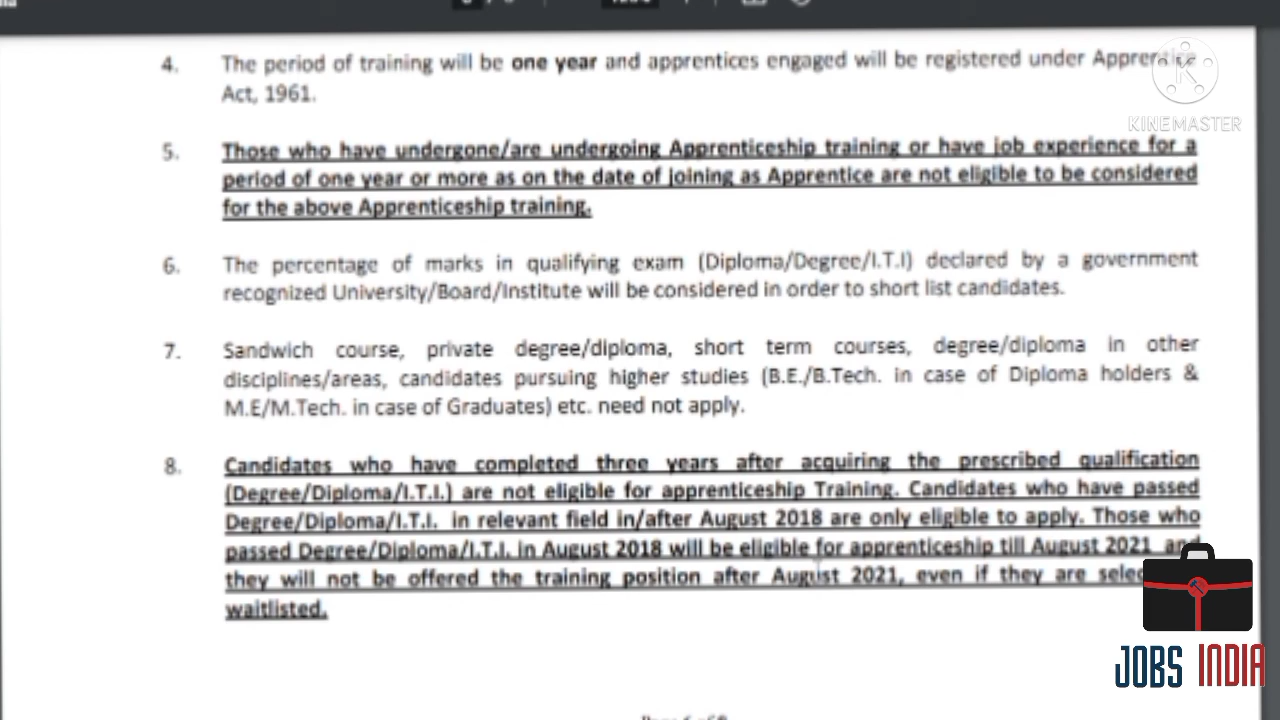 4. The period of training will be one year and apprentices engaged will be registered under Apprentice
Act, 1961.
KINEMASTER
5. Those who have undergone/are undergoing Apprenticeship training or have job experience for a
period of one year or more as on the date of joining as Apprentice are not eligible to be considered
for the above Apprenticeship training.
6. The percentage of marks in qualifying exam (Diploma/Degree/I.T.I) declared by a government
recognized University/Board/Institute will be considered in order to short list candidates.
7. Sandwich course, private degree/diploma, short term courses, degree/diploma in other
disciplines/areas, candidates pursuing higher studies (B.E./B.Tech. in case of Diploma holders &
M.E/M.Tech. in case of Graduates) etc. need not apply.
8. Candidates who have completed three years after acquiring the prescribed qualification
(Degree/Diploma/I.T.I.) are not eligible for apprenticeship Training. Candidates who have passed
Degree/Diploma/I.T.I. in relevant field in/after August 2018 are only eligible to apply. Those who
passed Degree/Diploma/I.T.I. in August 2018 will be eligible for apprenticeship till August 2021 and
they will not be offered the training position after August 2021, even if they are
waitlisted.
JOBS INDIA